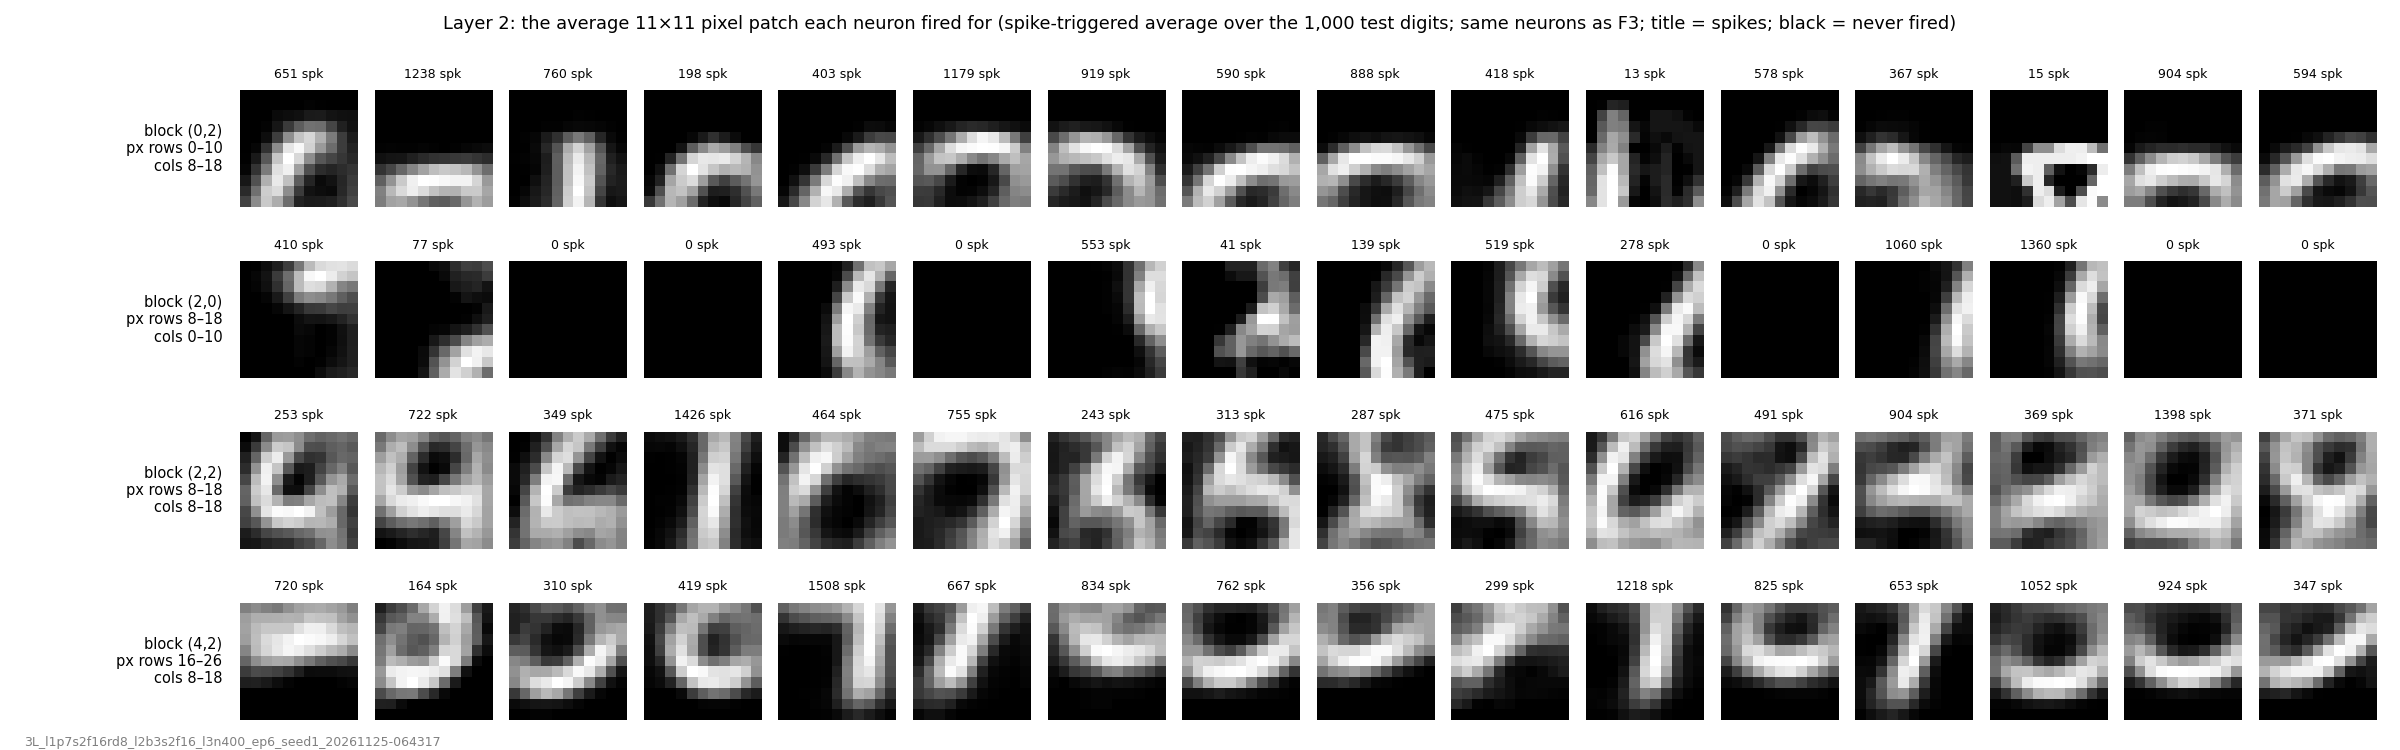 Layer 2: the average 11×11 pixel patch each neuron fired for (spike-triggered average over the 1,000 test digits; same neurons as F3; title = spikes; black = never fired)
651 spk 1238 spk 760 spk 198 spk 403 spk 1179 spk 919 spk 590 spk 888 spk 418 spk 13 spk 578 spk 367 spk 15 spk 904 spk 594 spk
block (0,2)
px rows 0–10
cols 8–18
410 spk 77 spk 0 spk 0 spk 493 spk 0 spk 553 spk 41 spk 139 spk 519 spk 278 spk 0 spk 1060 spk 1360 spk 0 spk 0 spk
block (2,0)
px rows 8–18
cols 0–10
253 spk 722 spk 349 spk 1426 spk 464 spk 755 spk 243 spk 313 spk 287 spk 475 spk 616 spk 491 spk 904 spk 369 spk 1398 spk 371 spk
block (2,2)
px rows 8–18
cols 8–18
720 spk 164 spk 310 spk 419 spk 1508 spk 667 spk 834 spk 762 spk 356 spk 299 spk 1218 spk 825 spk 653 spk 1052 spk 924 spk 347 spk
block (4,2)
px rows 16–26
cols 8–18
3L_l1p7s2f16rd8_l2b3s2f16_l3n400_ep6_seed1_20261125-064317